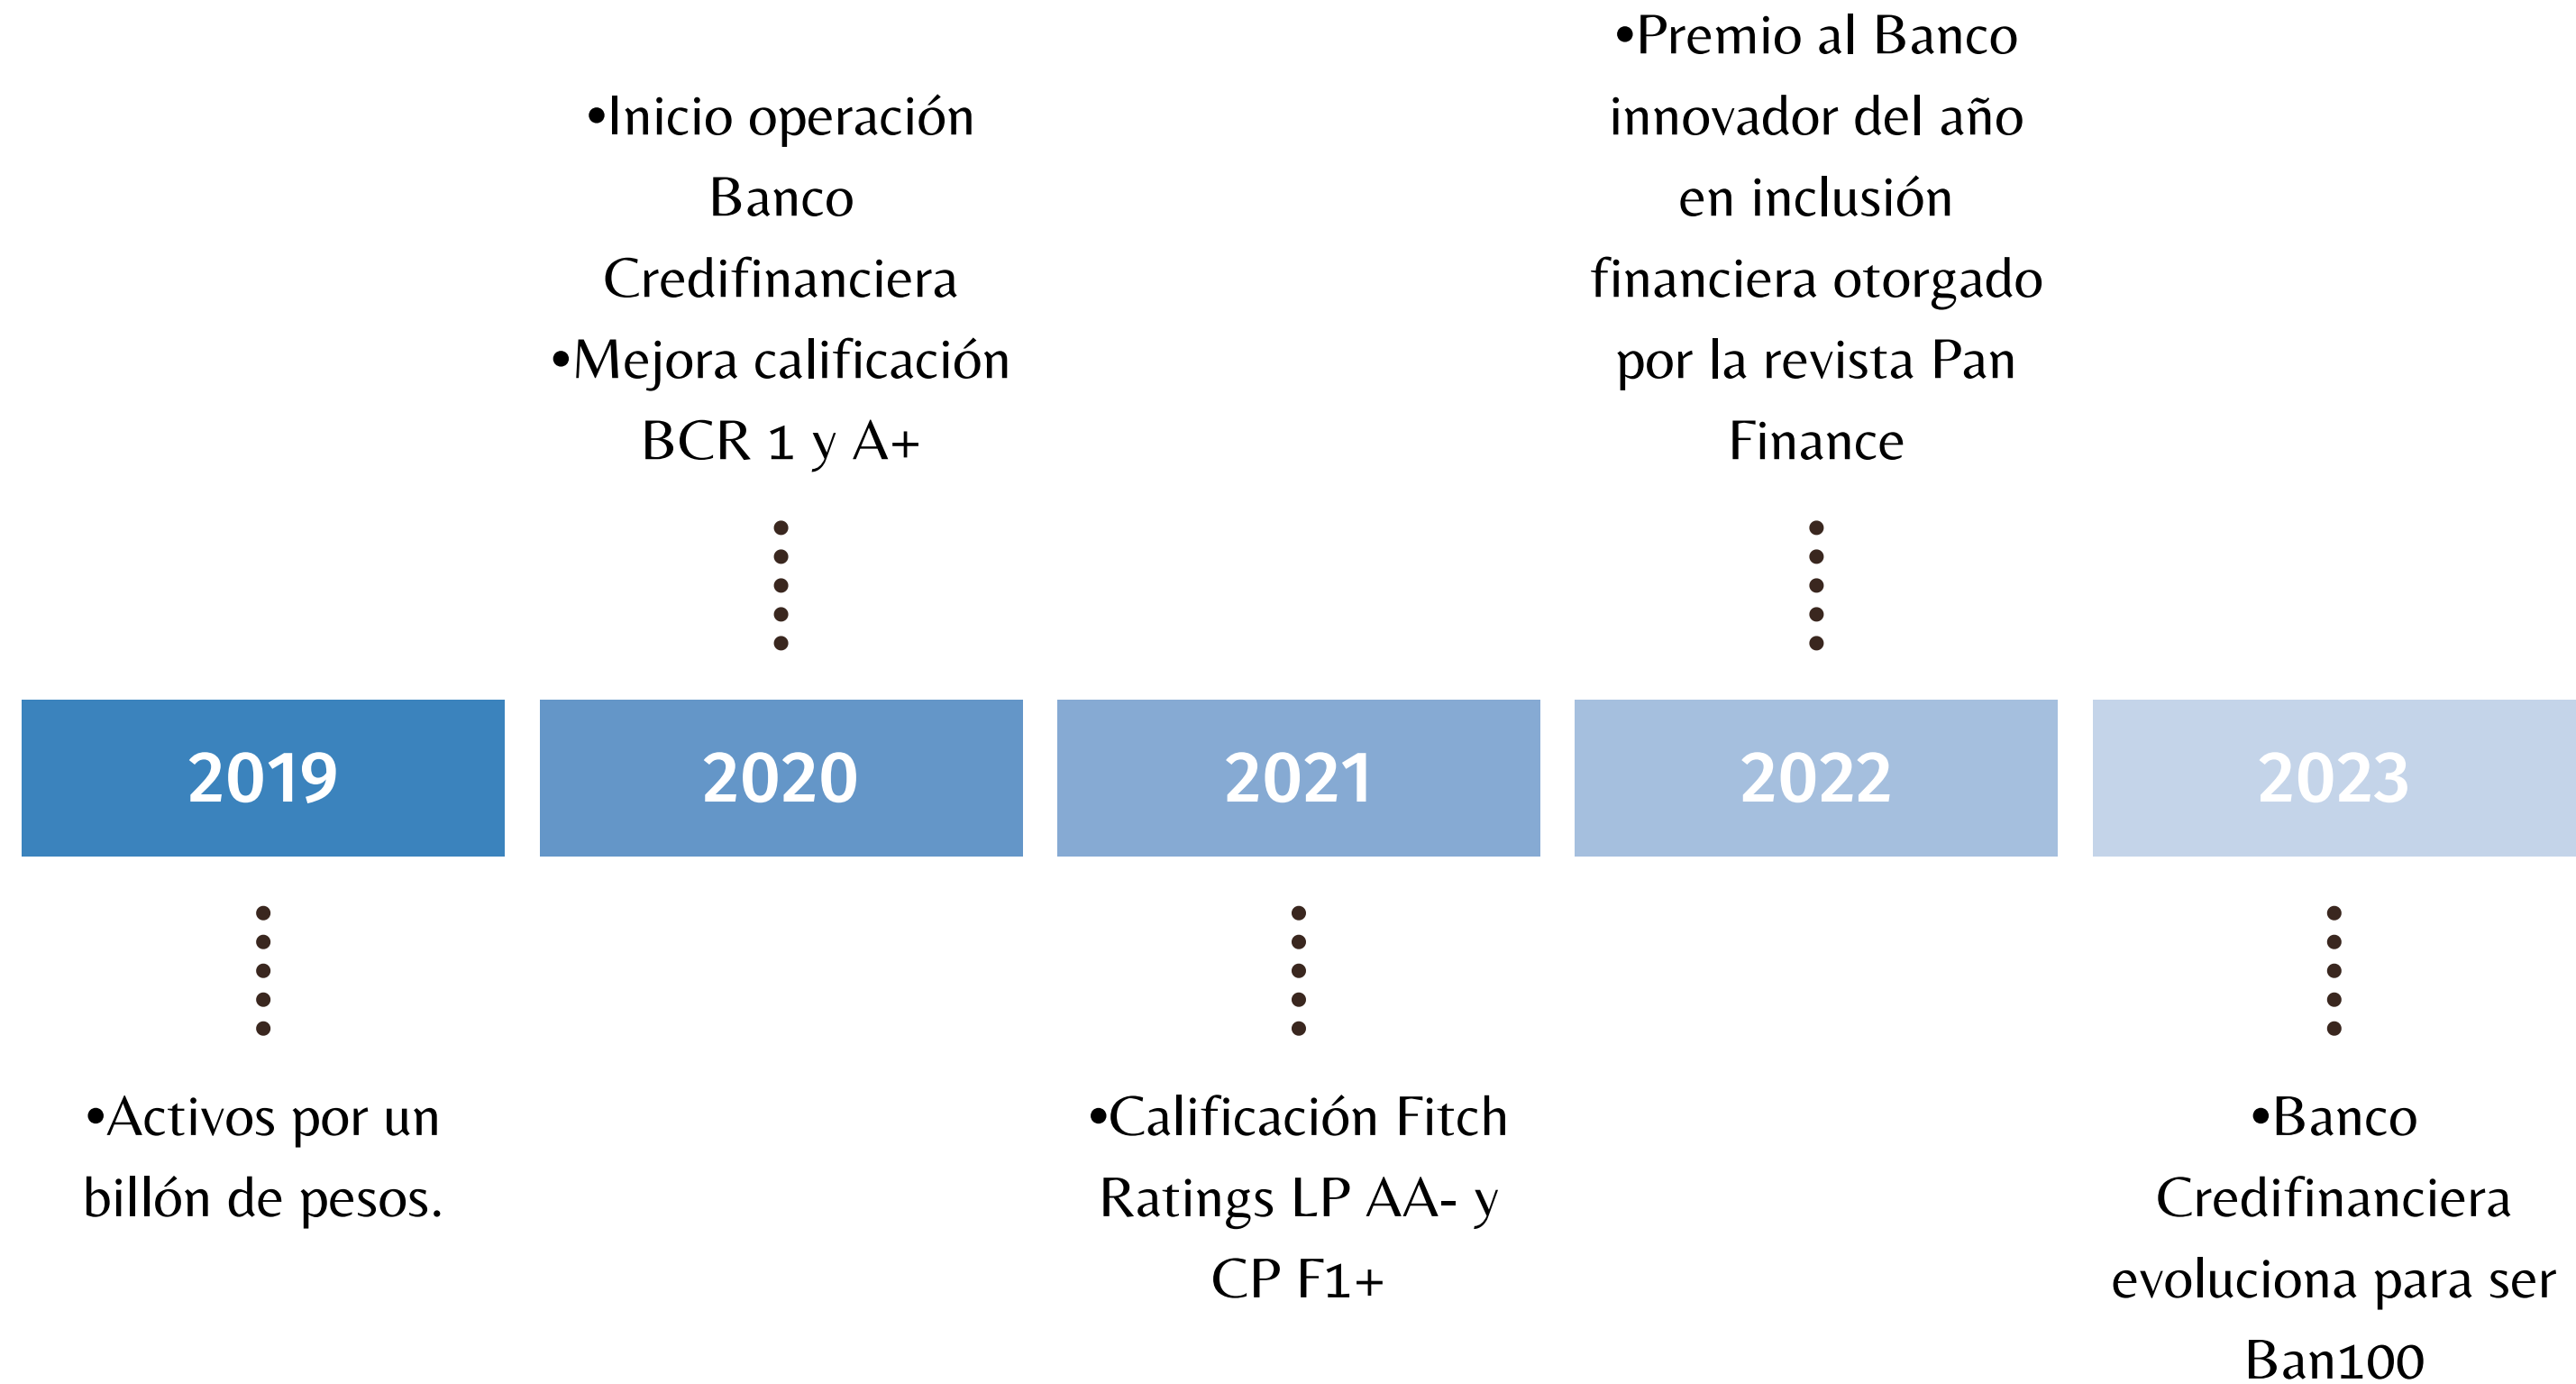 •Inicio operación
Banco
Credifinanciera
•Mejora calificación
BCR 1 y A+
•Premio al Banco
innovador del año
en inclusión
financiera otorgado
por la revista Pan
Finance
2019
2020
2021
2022
2023
•Activos por un
billón de pesos.
•Calificación Fitch
Ratings LP AA- y
CP F1+
•Banco
Credifinanciera
evoluciona para ser
Ban100